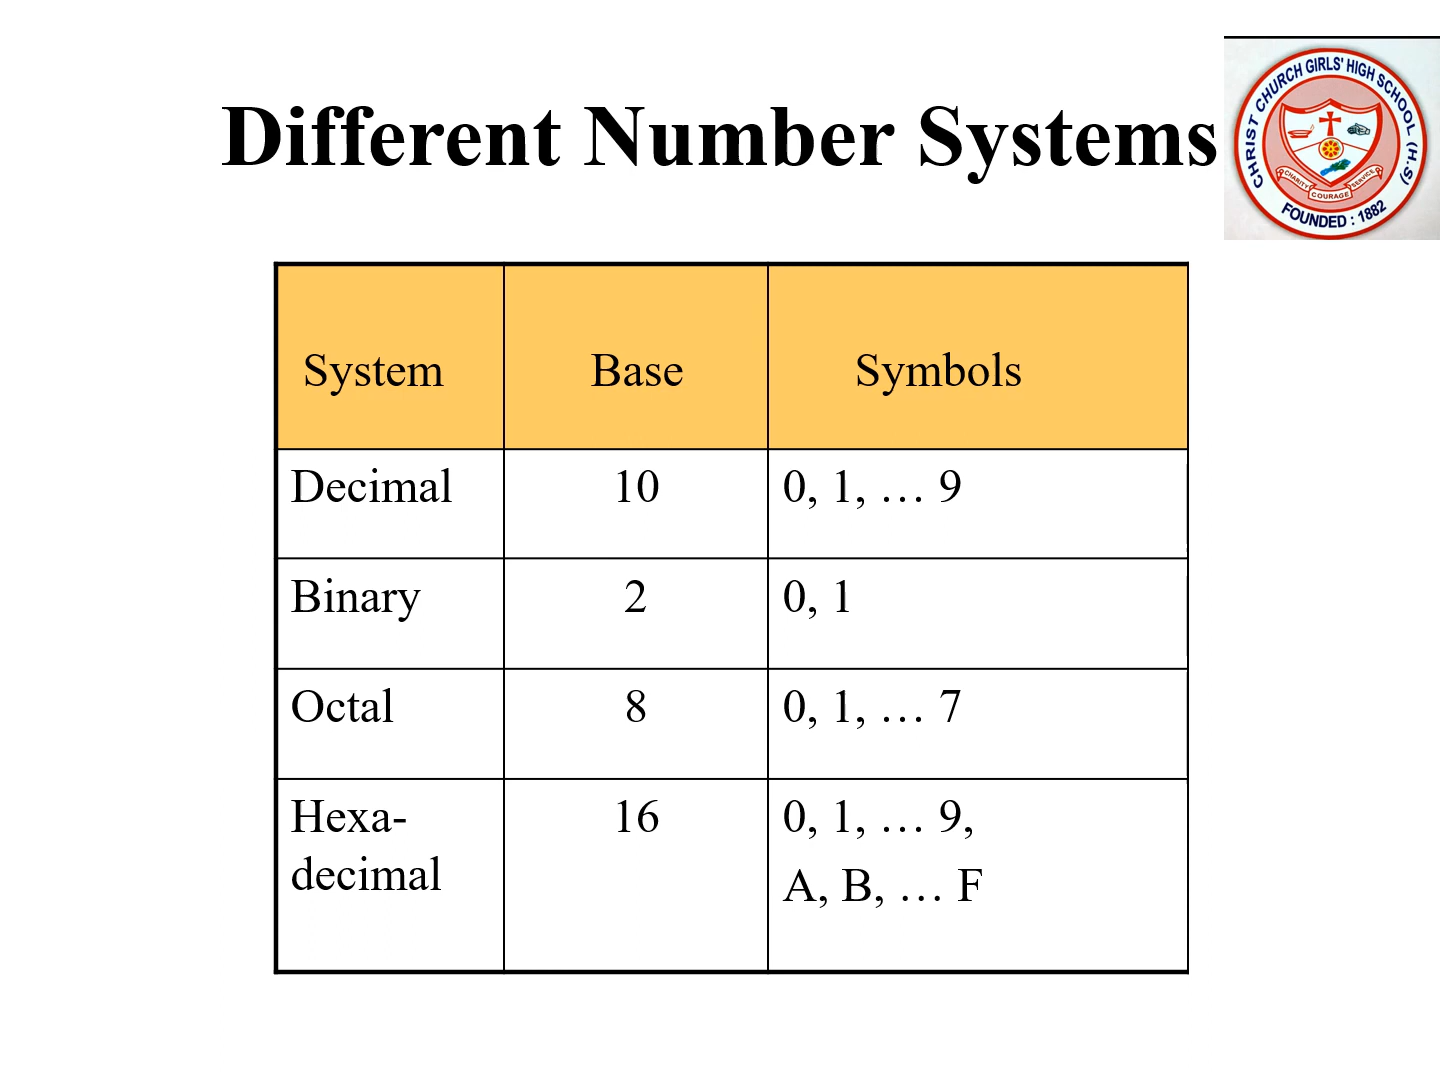 Different Number Systems
CHRIST CHURCH GIRLS' HIGH SCHOOL (H.S)
CHARITY COURAGE SERVICE
FOUNDED : 1882
System Base Symbols
Decimal 10 0, 1, … 9
Binary 2 0, 1
Octal 8 0, 1, … 7
Hexa- 16 0, 1, … 9,
decimal A, B, … F